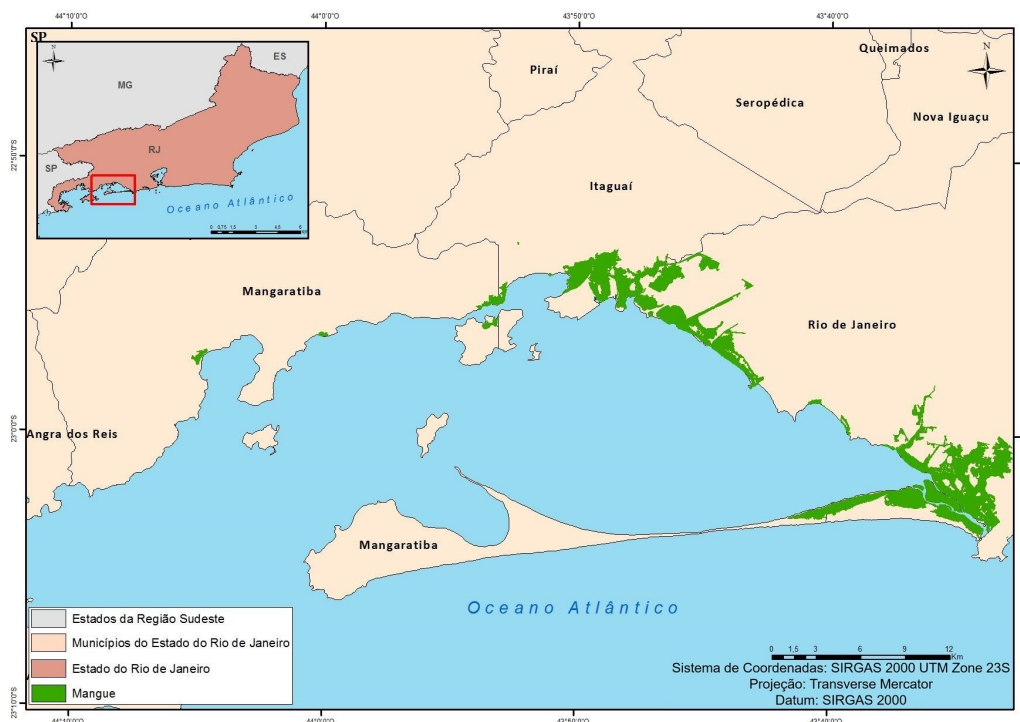 44°10'0"O 44°0'0"O 43°50'0"O 43°40'0"O
SP
N
ES
MG
RJ
SP
Oceano Atlântico
Queimados
N
Piraí
Seropédica
Nova Iguaçu
22°50'0"S
Itaguaí
Mangaratiba
Rio de Janeiro
Angra dos Reis
23°0'0"S
Mangaratiba
Oceano Atlântico
Estados da Região Sudeste
Municípios do Estado do Rio de Janeiro
Estado do Rio de Janeiro
Mangue
0 1,5 3 6 9 12
Km
Sistema de Coordenadas: SIRGAS 2000 UTM Zone 23S
Projeção: Transverse Mercator
Datum: SIRGAS 2000
23°10'0"S